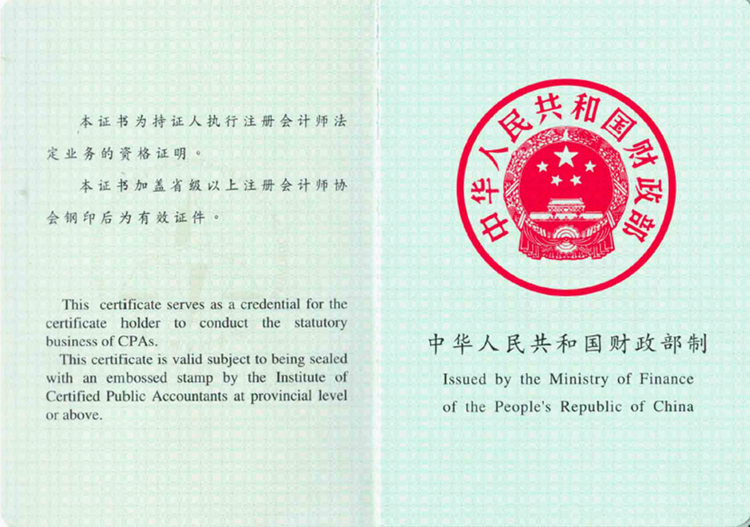 本证书为持证人执行注册会计师法
定业务的资格证明。
本证书加盖省级以上注册会计师协
会钢印后为有效证件。
This certificate serves as a credential for the
certificate holder to conduct the statutory
business of CPAs.
This certificate is valid subject to being sealed
with an embossed stamp by the Institute of
Certified Public Accountants at provincial level
or above.
中华人民共和国财政部
中华人民共和国财政部制
Issued by the Ministry of Finance
of the People's Republic of China